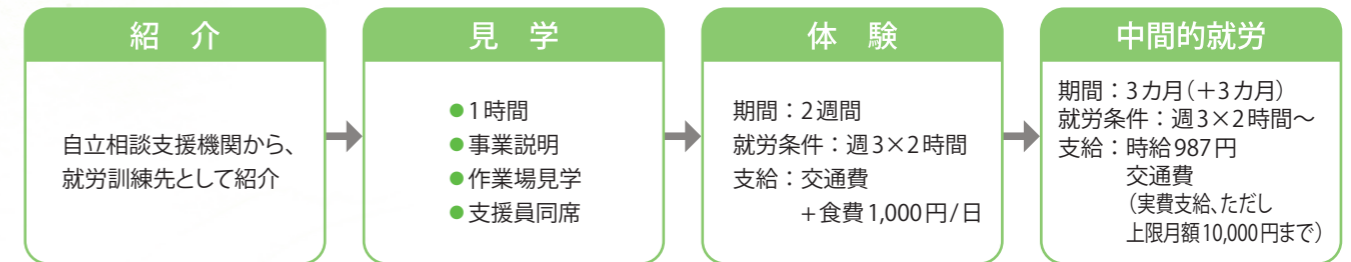 紹　介
自立相談支援機関から、
就労訓練先として紹介
見　学
●1時間
●事業説明
●作業場見学
●支援員同席
体　験
期間：2週間
就労条件：週3×2時間
支給：交通費
＋食費1,000円/日
中間的就労
期間：3カ月（＋3カ月）
就労条件：週3×2時間〜
支給：時給987円
交通費
（実費支給、ただし
上限月額10,000円まで）